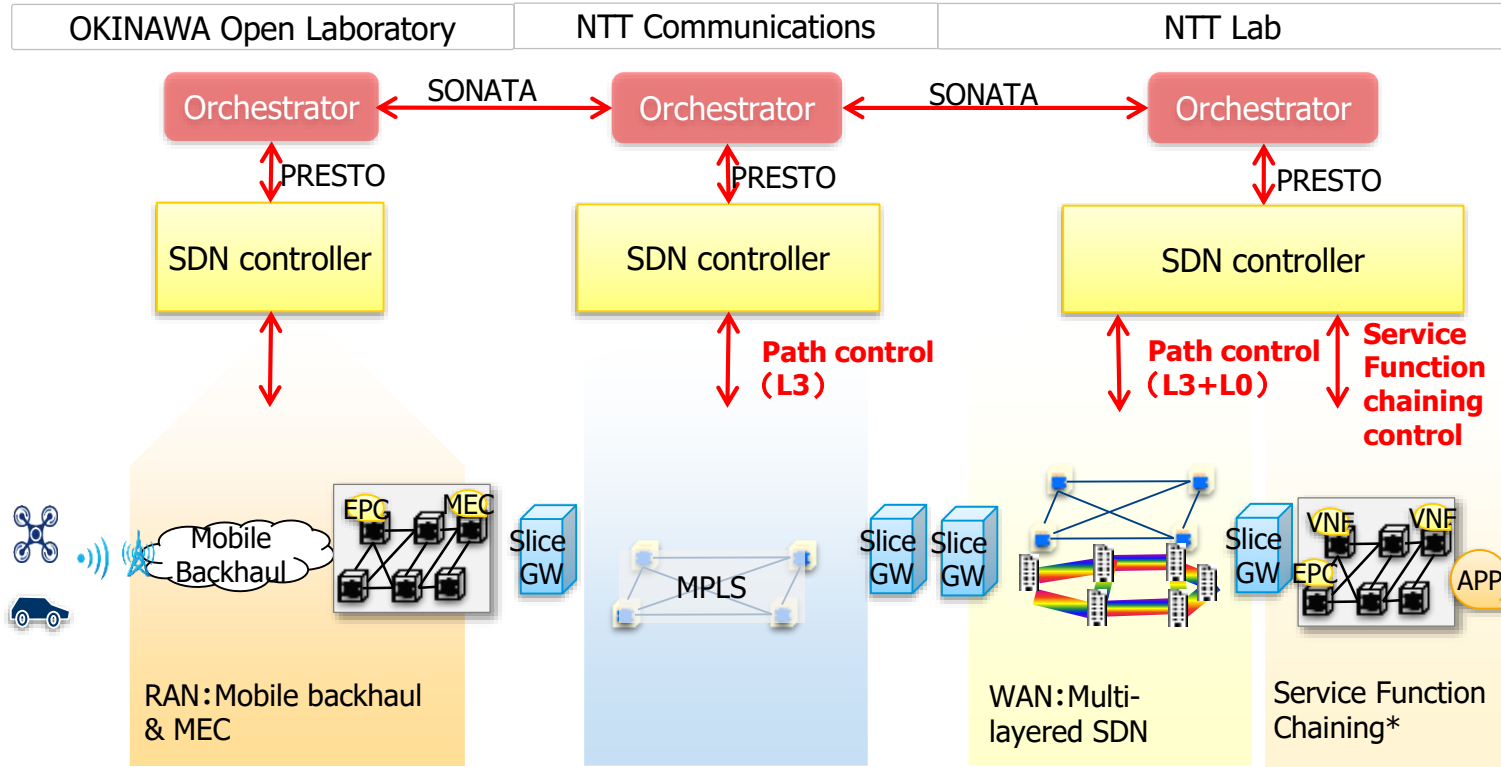 OKINAWA Open Laboratory
NTT Communications
NTT Lab
Orchestrator
SONATA
Orchestrator
SONATA
Orchestrator
PRESTO
PRESTO
PRESTO
SDN controller
SDN controller
SDN controller
Path control
（L3）
Path control
（L3+L0）
Service
Function
chaining
control
EPC
MEC
Mobile
Backhaul
Slice
GW
MPLS
Slice
GW
Slice
GW
Slice
GW
VNF
VNF
EPC
APP
RAN：Mobile backhaul
& MEC
WAN：Multi-
layered SDN
Service Function
Chaining*